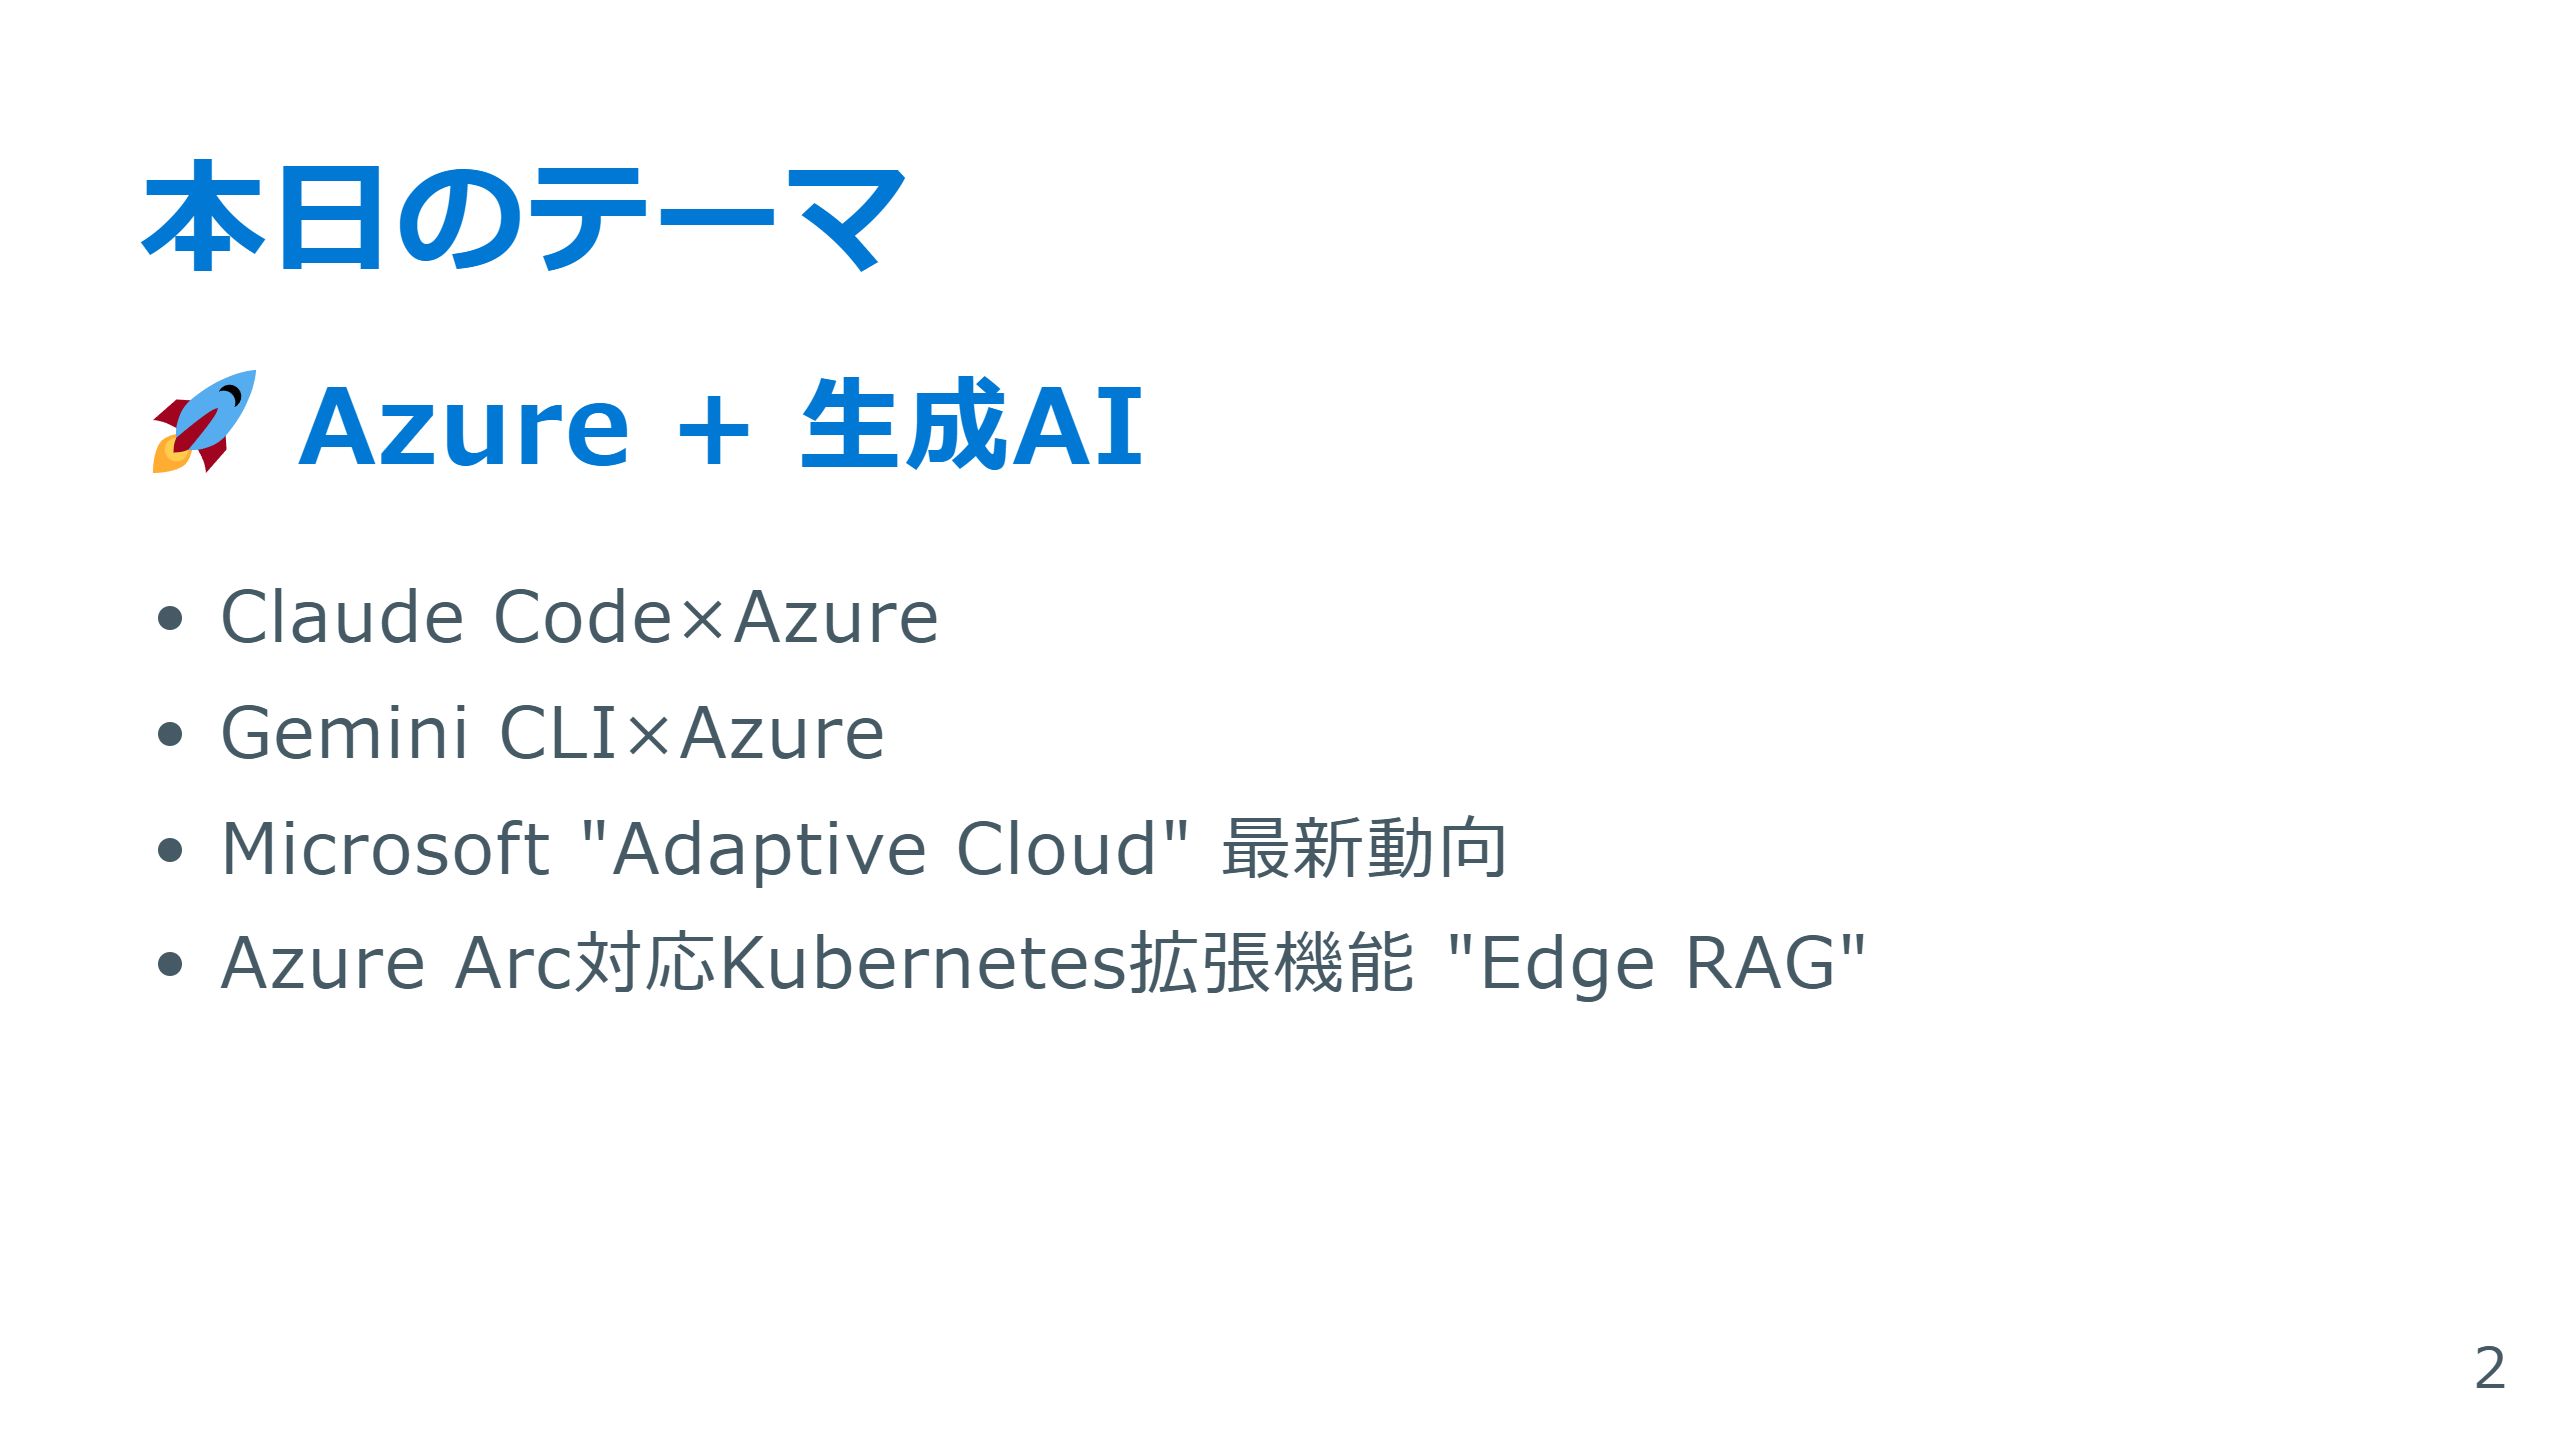 本日のテーマ
🚀 Azure + 生成AI
• Claude Code×Azure
• Gemini CLI×Azure
• Microsoft "Adaptive Cloud" 最新動向
• Azure Arc対応Kubernetes拡張機能 "Edge RAG"
2